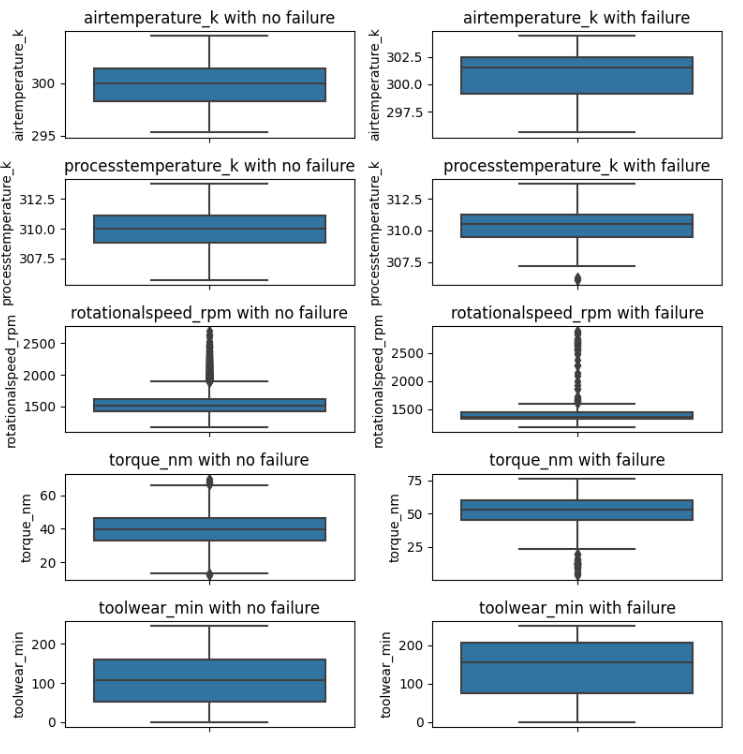 airtemperature_k with no failure
airtemperature_k
300
295
airtemperature_k with failure
airtemperature_k
302.5
300.0
297.5
processtemperature_k with no failure
processtemperature_k
312.5
310.0
307.5
processtemperature_k with failure
processtemperature_k
312.5
310.0
307.5
rotationalspeed_rpm with no failure
rotationalspeed_rpm
2500
2000
1500
rotationalspeed_rpm with failure
rotationalspeed_rpm
2500
2000
1500
torque_nm with no failure
torque_nm
60
40
20
torque_nm with failure
torque_nm
75
50
25
toolwear_min with no failure
toolwear_min
200
100
0
toolwear_min with failure
toolwear_min
200
100
0